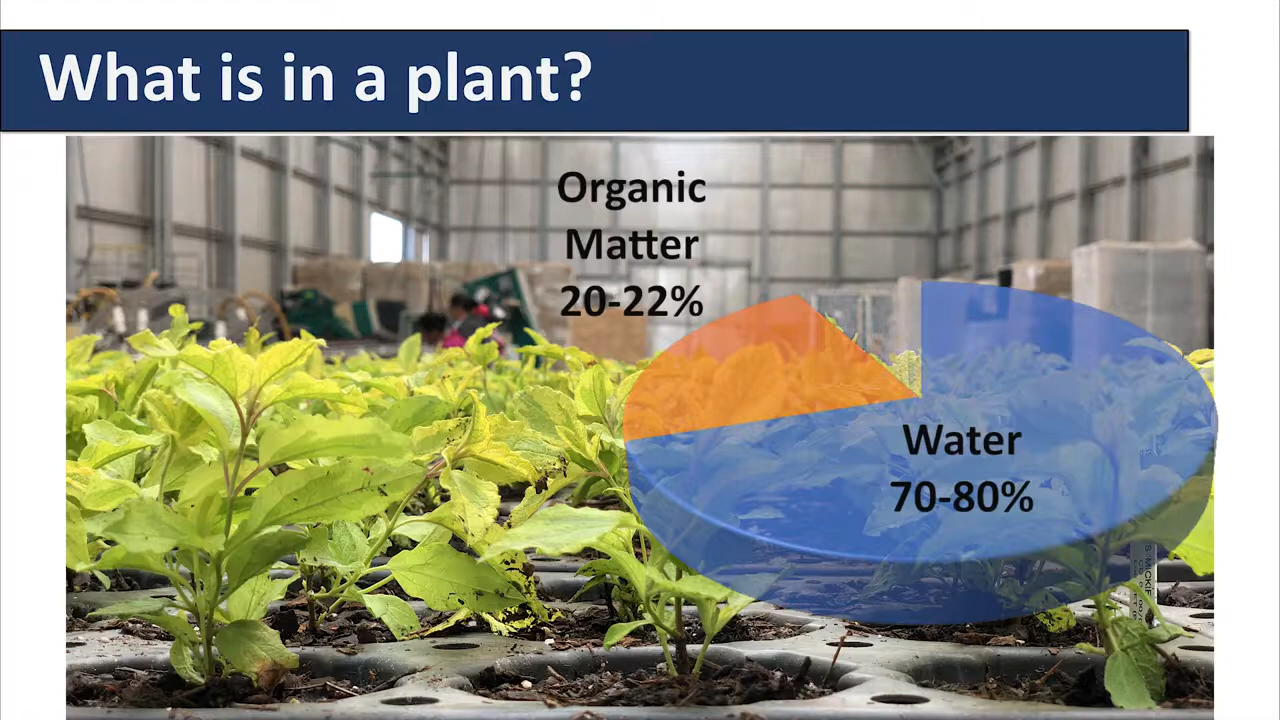 What is in a plant?
Organic
Matter
20-22%
Water
70-80%